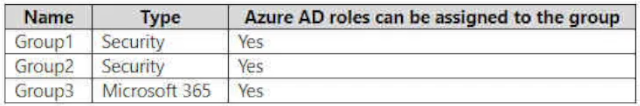 Name Type Azure AD roles can be assigned to the group
Group1 Security Yes
Group2 Security Yes
Group3 Microsoft 365 Yes